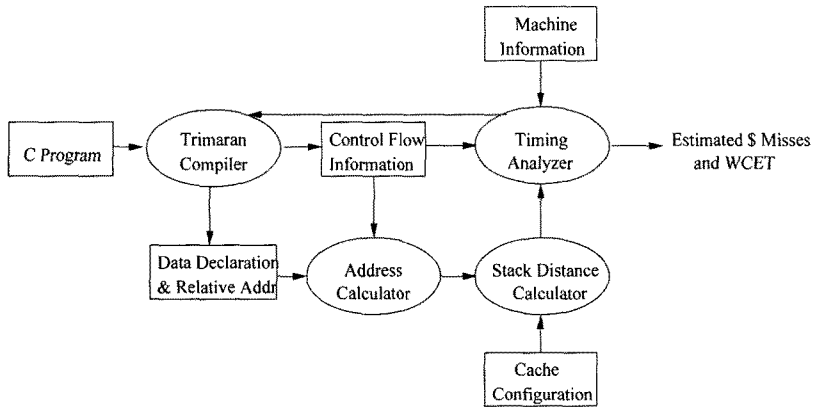 Machine
Information
C Program
Trimaran
Compiler
Control Flow
Information
Timing
Analyzer
Estimated $ Misses
and WCET
Data Declaration
& Relative Addr
Address
Calculator
Stack Distance
Calculator
Cache
Configuration